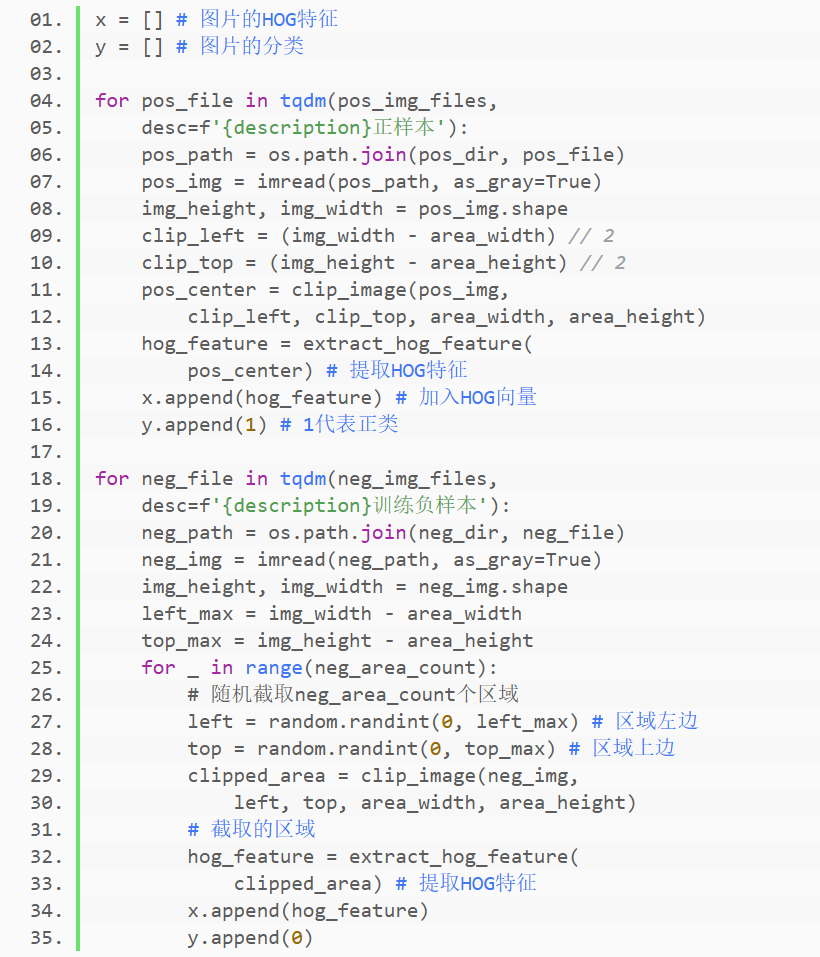 01. x = [] # 图片的HOG特征
02. y = [] # 图片的分类
03.
04. for pos_file in tqdm(pos_img_files,
05.     desc=f'{description}正样本'):
06.     pos_path = os.path.join(pos_dir, pos_file)
07.     pos_img = imread(pos_path, as_gray=True)
08.     img_height, img_width = pos_img.shape
09.     clip_left = (img_width - area_width) // 2
10.     clip_top = (img_height - area_height) // 2
11.     pos_center = clip_image(pos_img,
12.         clip_left, clip_top, area_width, area_height)
13.     hog_feature = extract_hog_feature(
14.         pos_center) # 提取HOG特征
15.     x.append(hog_feature) # 加入HOG向量
16.     y.append(1) # 1代表正类
17.
18. for neg_file in tqdm(neg_img_files,
19.     desc=f'{description}训练负样本'):
20.     neg_path = os.path.join(neg_dir, neg_file)
21.     neg_img = imread(neg_path, as_gray=True)
22.     img_height, img_width = neg_img.shape
23.     left_max = img_width - area_width
24.     top_max = img_height - area_height
25.     for _ in range(neg_area_count):
26.         # 随机截取neg_area_count个区域
27.         left = random.randint(0, left_max) # 区域左边
28.         top = random.randint(0, top_max) # 区域上边
29.         clipped_area = clip_image(neg_img,
30.             left, top, area_width, area_height)
31.         # 截取的区域
32.         hog_feature = extract_hog_feature(
33.             clipped_area) # 提取HOG特征
34.         x.append(hog_feature)
35.         y.append(0)